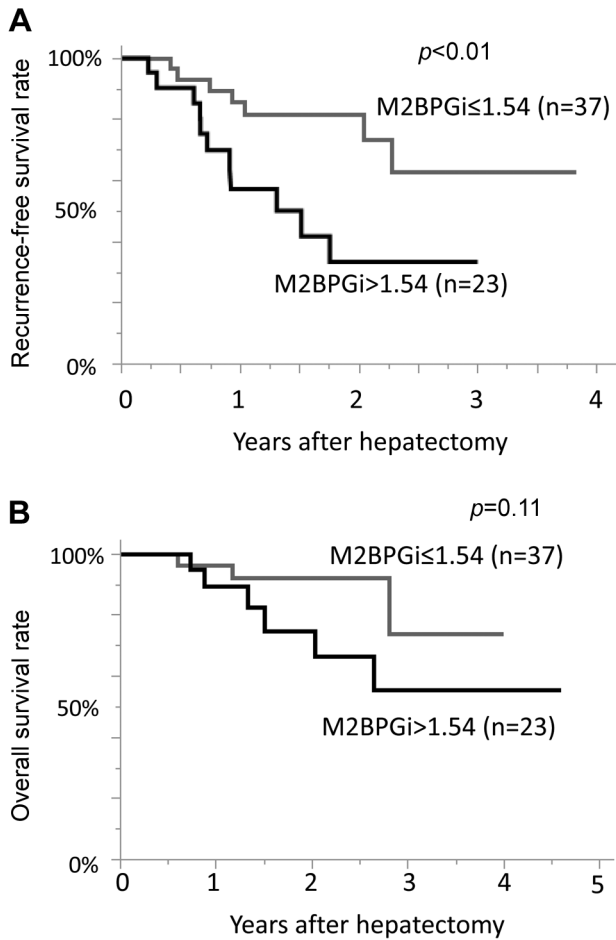 A
p<0.01
100%
M2BPGi≤1.54 (n=37)
Recurrence-free survival rate
50%
M2BPGi>1.54 (n=23)
0%
0 1 2 3 4
Years after hepatectomy
B
p=0.11
100%
M2BPGi≤1.54 (n=37)
Overall survival rate
50%
M2BPGi>1.54 (n=23)
0%
0 1 2 3 4 5
Years after hepatectomy